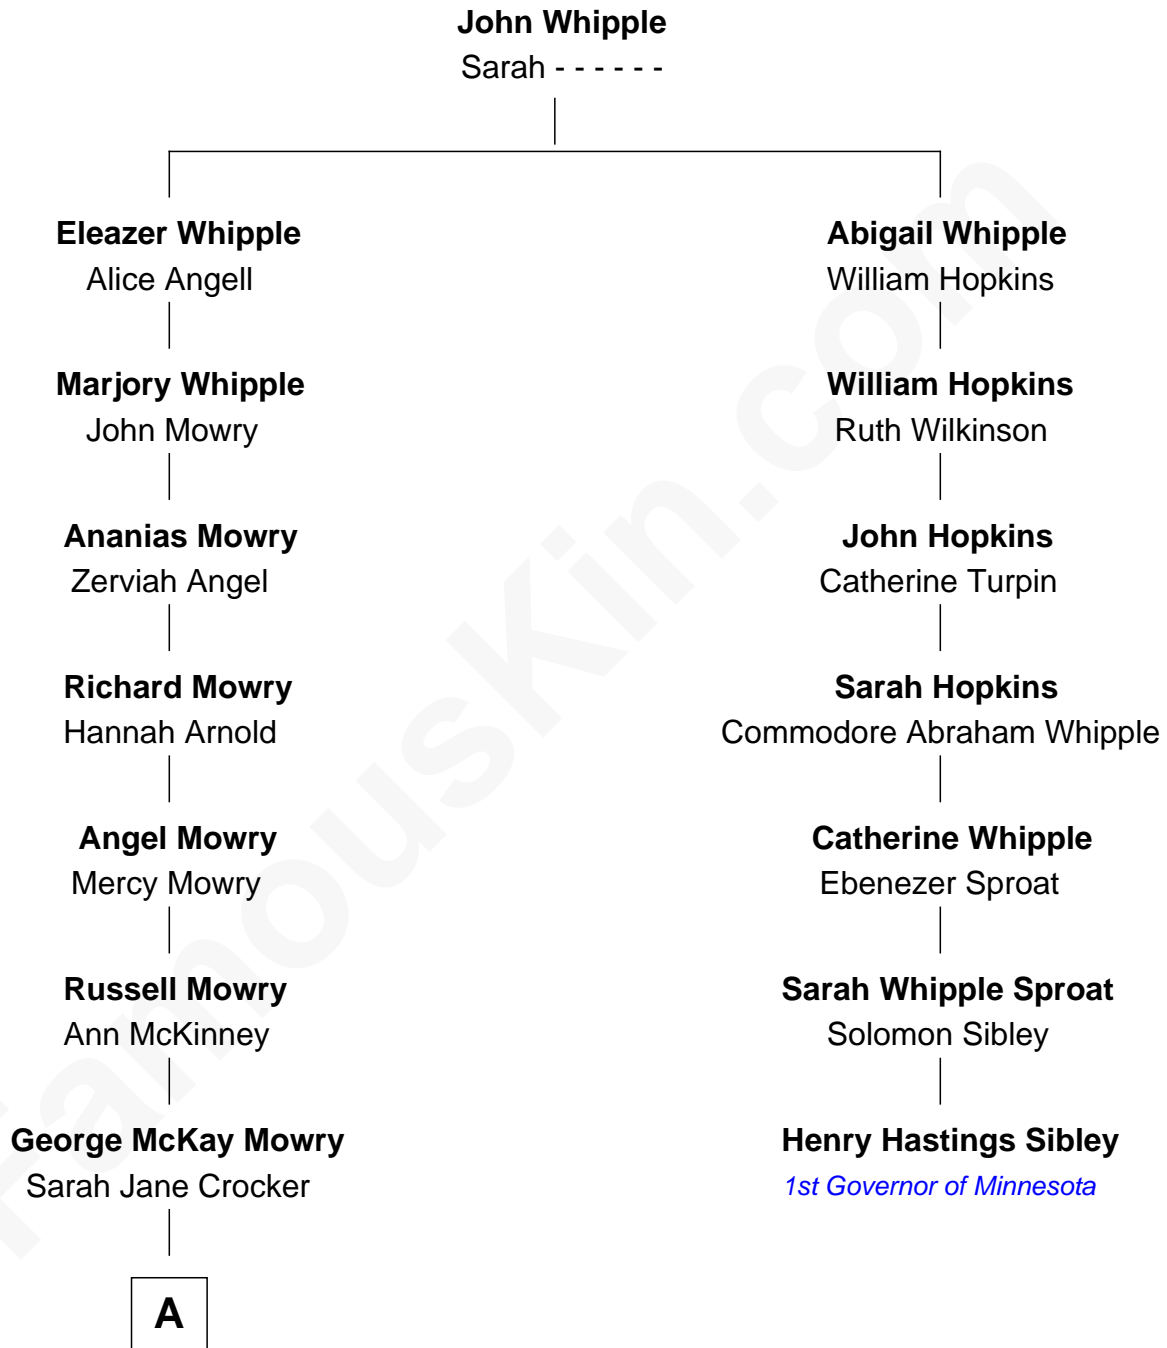 John Whipple
Sarah - - - - - -
Eleazer Whipple
Alice Angell
Abigail Whipple
William Hopkins
Marjory Whipple
John Mowry
William Hopkins
Ruth Wilkinson
Ananias Mowry
Zerviah Angel
John Hopkins
Catherine Turpin
Richard Mowry
Hannah Arnold
Sarah Hopkins
Commodore Abraham Whipple
Angel Mowry
Mercy Mowry
Catherine Whipple
Ebenezer Sproat
Russell Mowry
Ann McKinney
Sarah Whipple Sproat
Solomon Sibley
George McKay Mowry
Sarah Jane Crocker
Henry Hastings Sibley
1st Governor of Minnesota
A
FamousKin.com